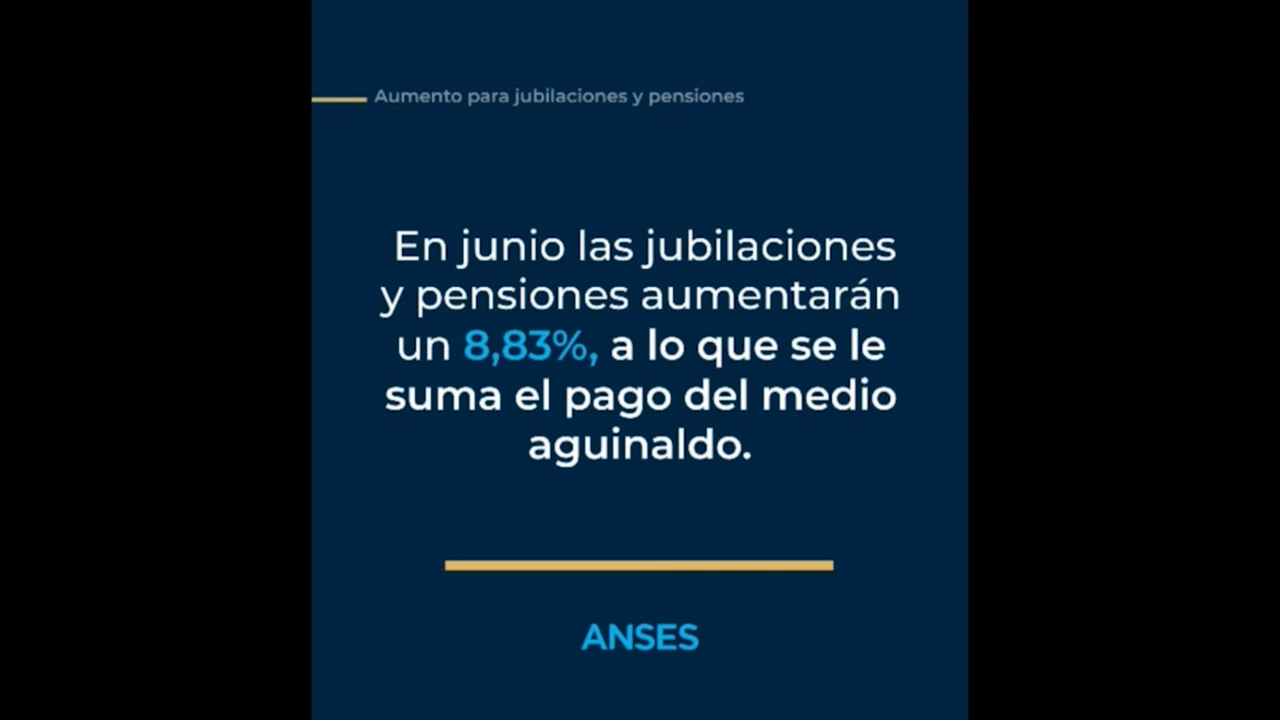 Aumento para jubilaciones y pensiones
En junio las jubilaciones
y pensiones aumentarán
un 8,83%, a lo que se le
suma el pago del medio
aguinaldo.
ANSES